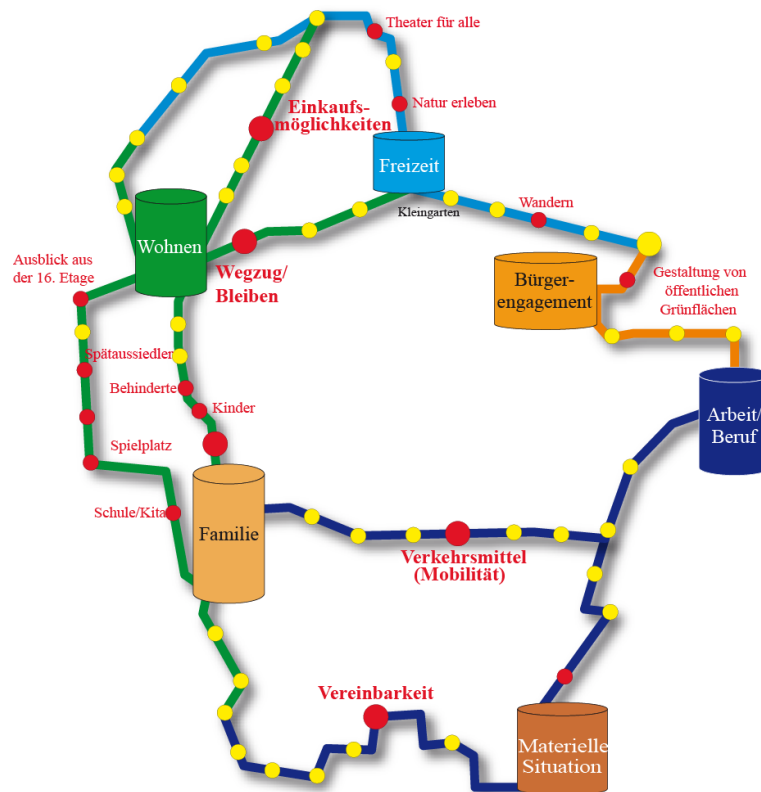 Theater für alle
Natur erleben
Einkaufs-
möglichkeiten
Freizeit
Kleingarten
Wandern
Wohnen
Wegzug/
Bleiben
Ausblick aus
der 16. Etage
Bürger-
engagement
Gestaltung von
öffentlichen
Grünflächen
Spätaussiedler
Behinderte
Kinder
Arbeit/
Beruf
Spielplatz
Schule/Kita
Familie
Verkehrsmittel
(Mobilität)
Vereinbarkeit
Materielle
Situation